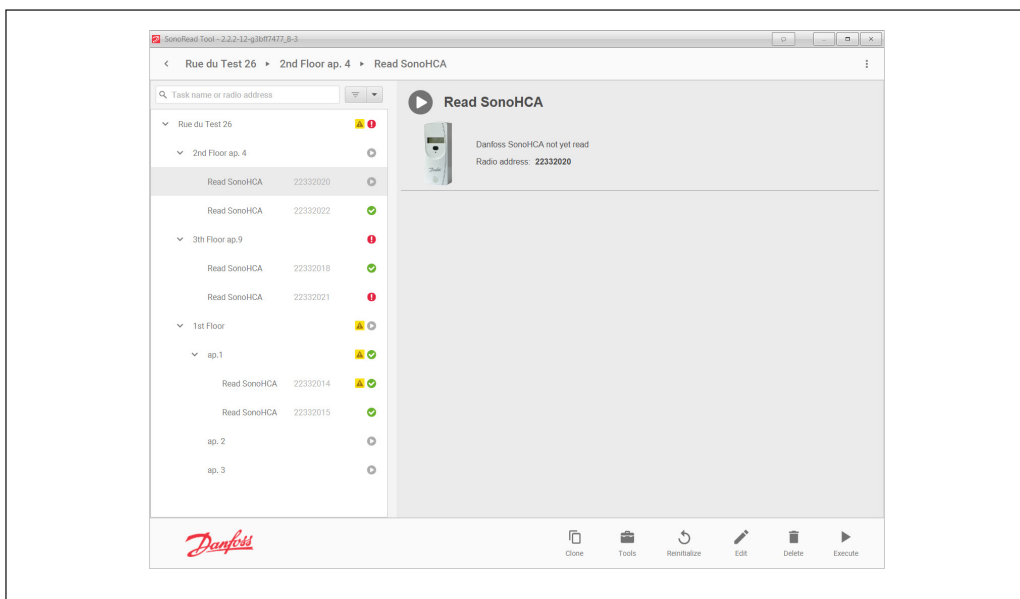 SonoRead Tool - 2.2.2-12-g3bff7477_8-3
Rue du Test 26 ▸ 2nd Floor ap. 4 ▸ Read SonoHCA
Task name or radio address
Rue du Test 26
2nd Floor ap. 4
Read SonoHCA 22332020
Read SonoHCA 22332022
3th Floor ap.9
Read SonoHCA 22332018
Read SonoHCA 22332021
1st Floor
ap.1
Read SonoHCA 22332014
Read SonoHCA 22332015
ap. 2
ap. 3
Read SonoHCA
Danfoss SonoHCA not yet read
Radio address: 22332020
Danfoss
Clone Tools Reinitialize Edit Delete Execute